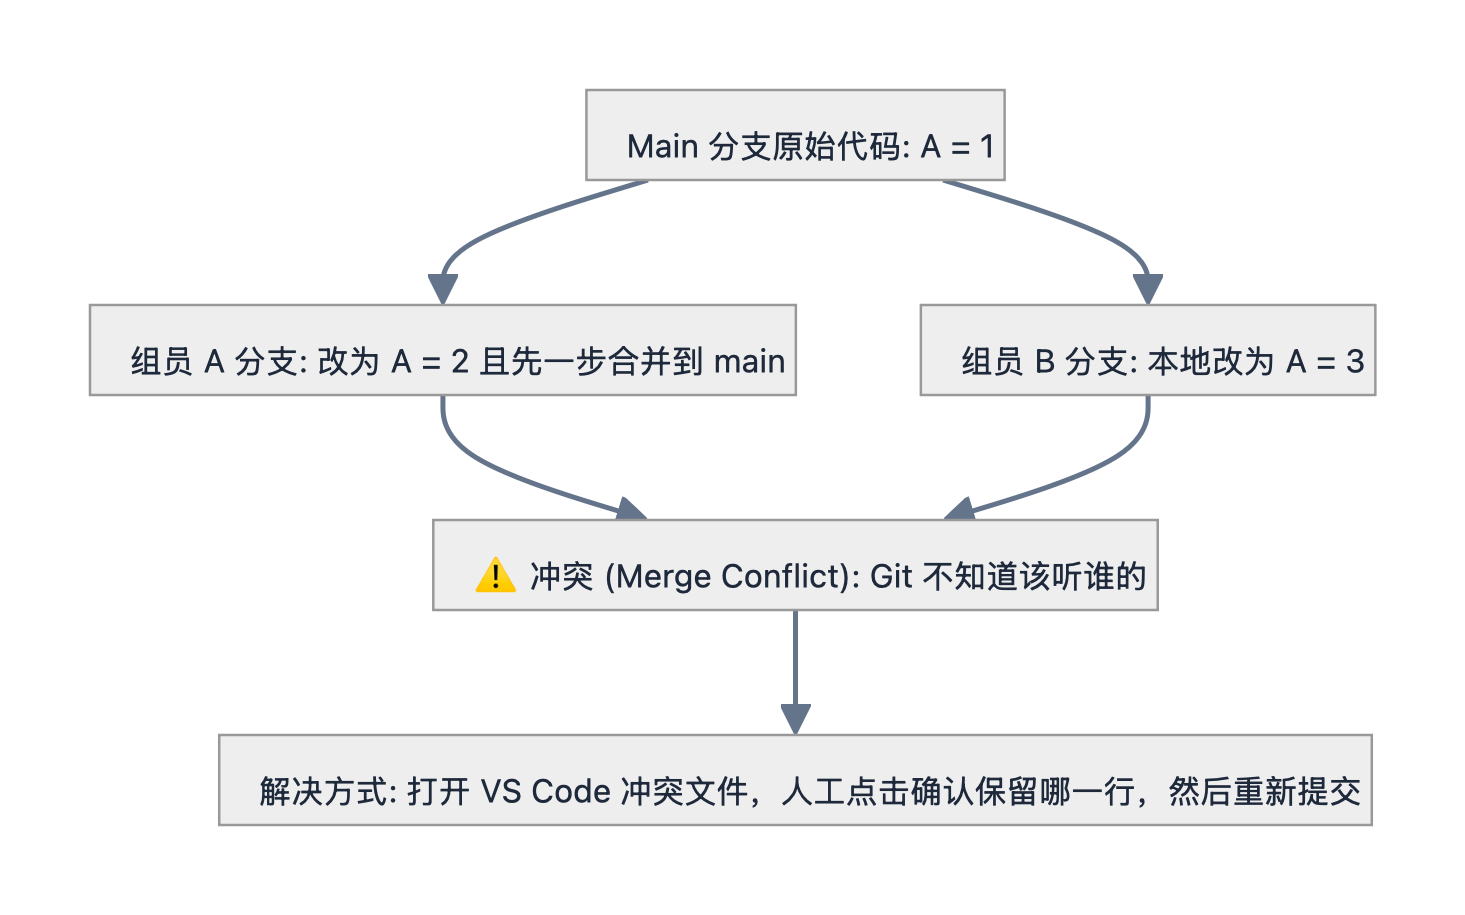 Main 分支原始代码: A = 1
组员 A 分支: 改为 A = 2 且先一步合并到 main
组员 B 分支: 本地改为 A = 3
⚠️ 冲突 (Merge Conflict): Git 不知道该听谁的
解决方式: 打开 VS Code 冲突文件，人工点击确认保留哪一行，然后重新提交